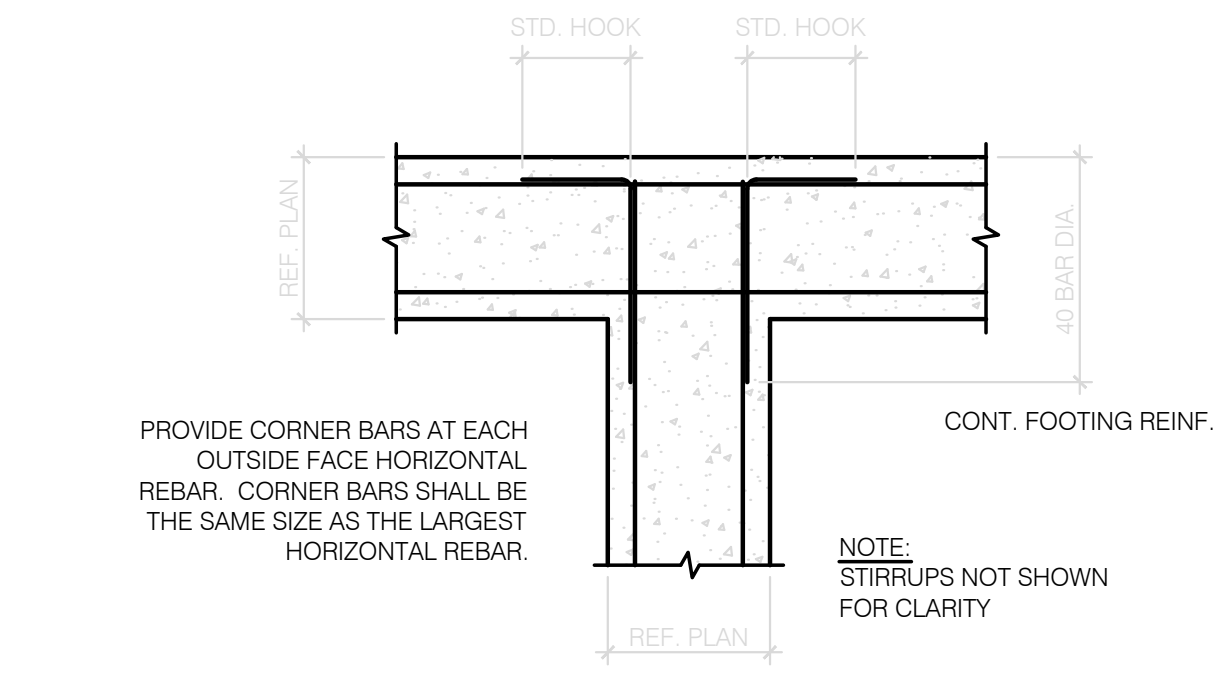 STD. HOOK
STD. HOOK
REF. PLAN
40 BAR DIA.
CONT. FOOTING REINF.
PROVIDE CORNER BARS AT EACH
OUTSIDE FACE HORIZONTAL
REBAR. CORNER BARS SHALL BE
THE SAME SIZE AS THE LARGEST
HORIZONTAL REBAR.
NOTE:
STIRRUPS NOT SHOWN
FOR CLARITY
REF. PLAN